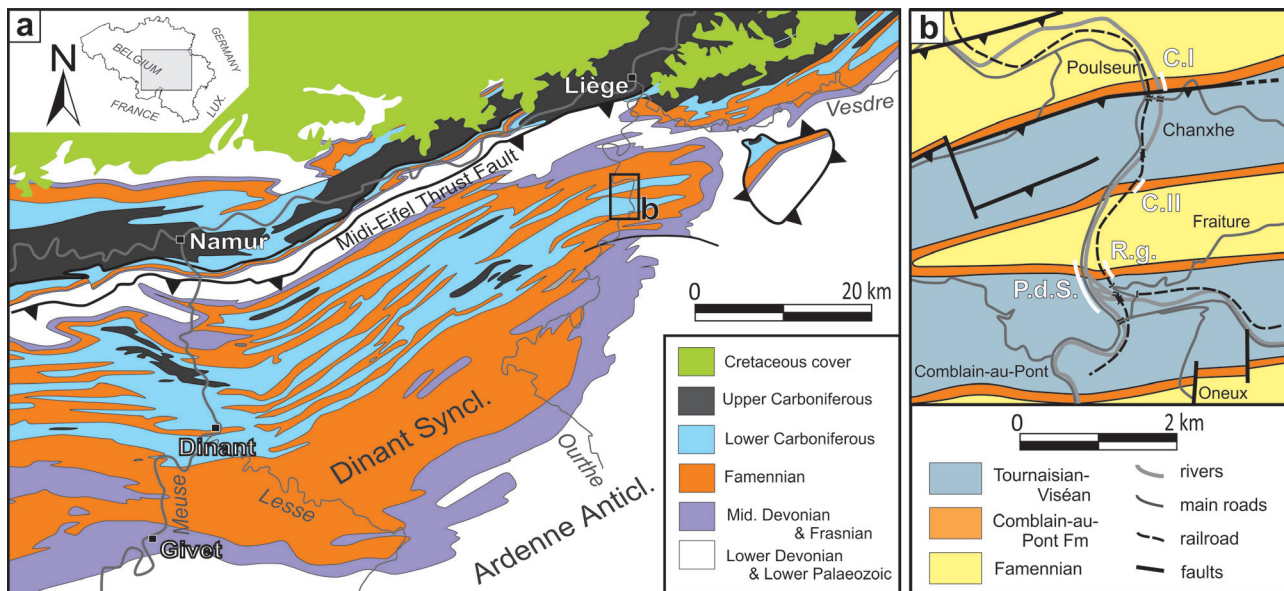 a
N
BELGIUM
GERMANY
LUX.
FRANCE
Liège
Vesdre
Midi-Eifel Thrust Fault
Namur
b
20 km
0
Dinant
Dinant Syncl.
Meuse
Lesse
Ourthe
Givet
Ardenne Anticl.
Cretaceous cover
Upper Carboniferous
Lower Carboniferous
Famennian
Mid. Devonian
& Frasnian
Lower Devonian
& Lower Palaeozoic
b
C.I
Poulseur
Chanxhe
C.II
Fraiture
R.g.
P.d.S.
Comblain-au-Pont
Oneux
0
2 km
Tournaisian-
Viséan
Comblain-au-
Pont Fm
Famennian
rivers
main roads
railroad
faults